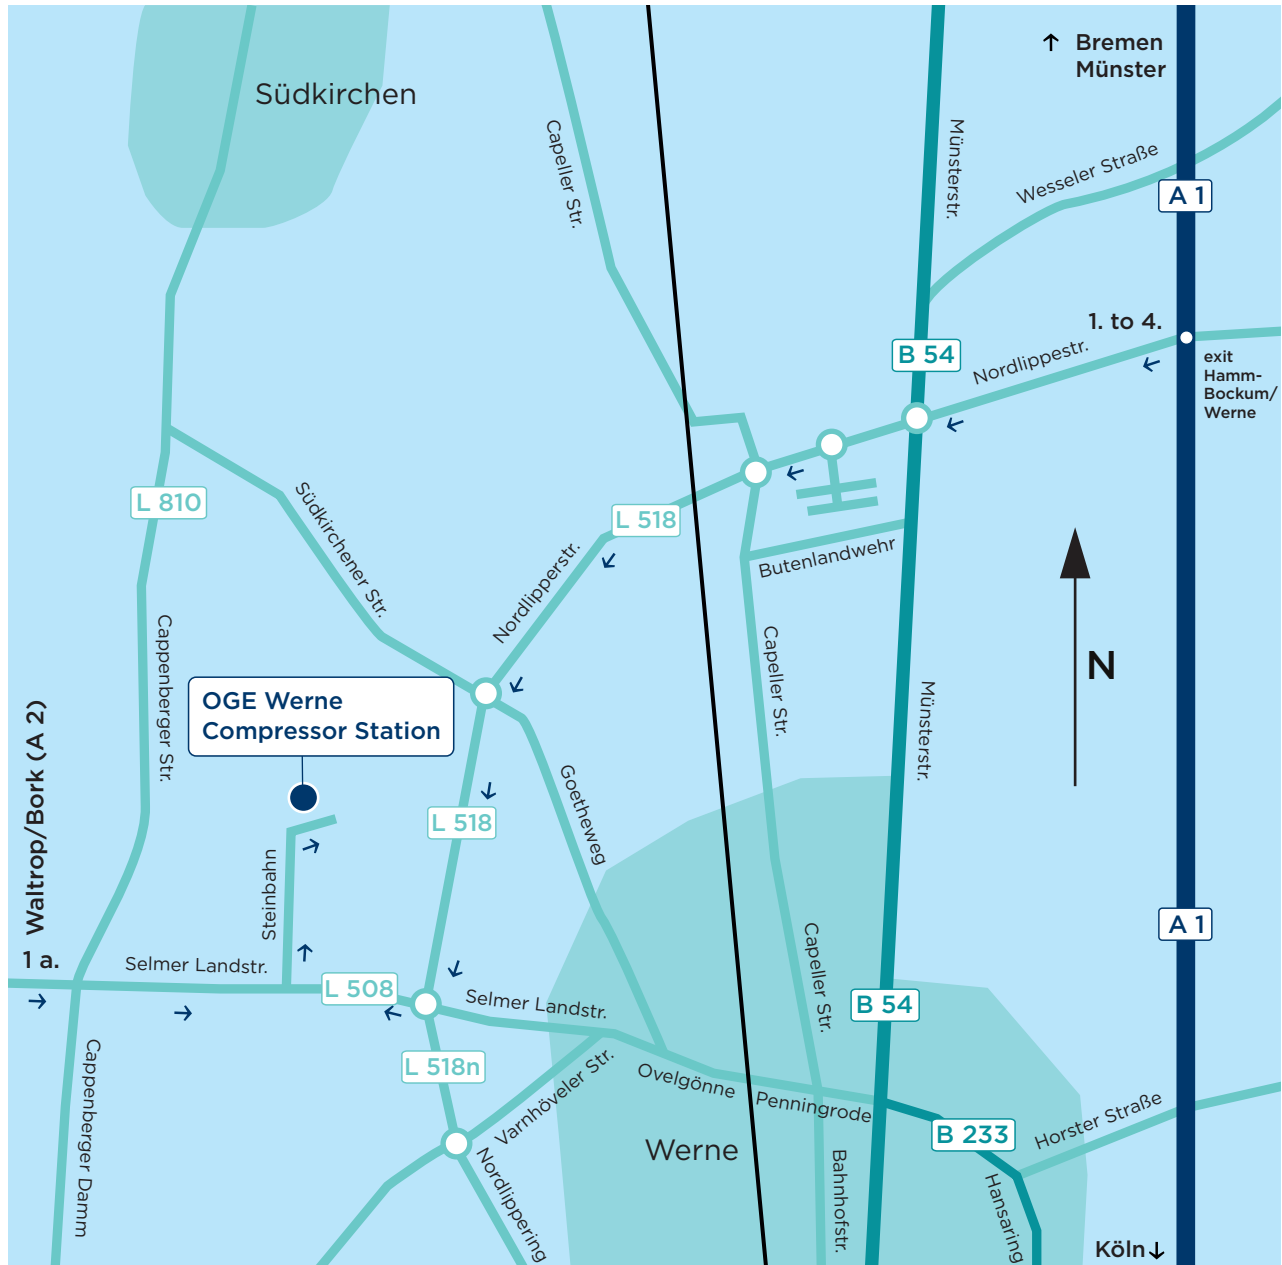 Bremen
Münster
Südkirchen
Capeller Str.
Münsterstr.
Wesseler Straße
A 1
1. to 4.
B 54
Nordlippestr.
exit
Hamm-
Bockum/
Werne
L 810
Südkirchener Str.
L 518
Nordlipperstr.
Butenlandwehr
N
Cappenberger Str.
Capeller Str.
Münsterstr.
OGE Werne
Compressor Station
Waltrop/Bork (A 2)
1 a.
L 518
Goetheweg
Steinbahn
A 1
Selmer Landstr.
L 508
Selmer Landstr.
Capeller Str.
B 54
Cappenberger Damm
L 518n
Varnhöveler Str.
Ovelgönne
Penningrode
B 233
Horster Straße
Werne
Nordlippering
Bahnhofstr.
Hansaring
Köln